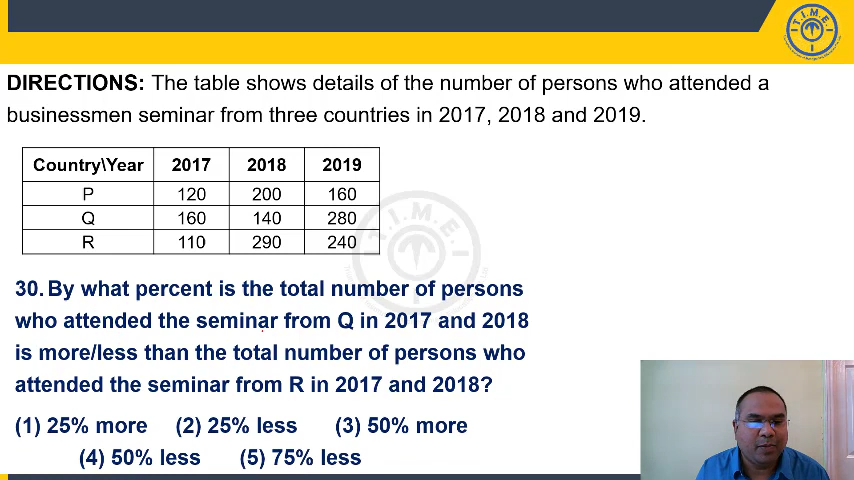 T.I.M.E.
DIRECTIONS: The table shows details of the number of persons who attended a
businessmen seminar from three countries in 2017, 2018 and 2019.
Country\Year 2017 2018 2019
P 120 200 160
Q 160 140 280
R 110 290 240
T.I.M.E.
30. By what percent is the total number of persons
who attended the seminar from Q in 2017 and 2018
is more/less than the total number of persons who
attended the seminar from R in 2017 and 2018?
(1) 25% more (2) 25% less (3) 50% more
(4) 50% less (5) 75% less